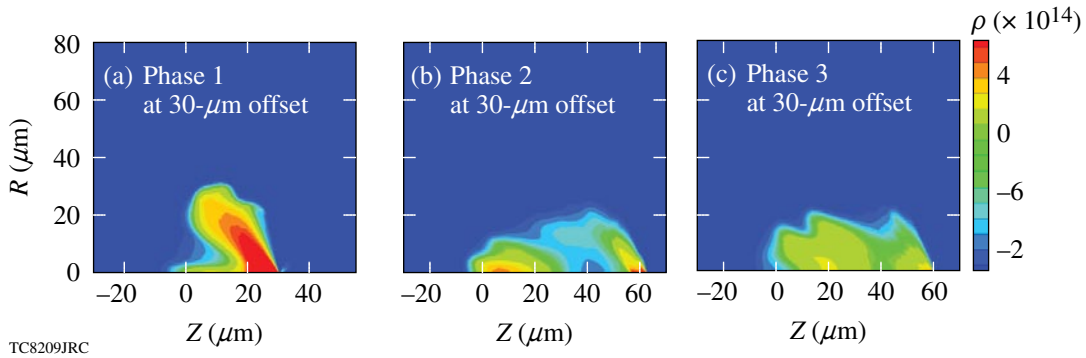 ρ (× 10¹⁴)
80
60
40
20
0
R (μm)
(a) Phase 1
at 30-μm offset
(b) Phase 2
at 30-μm offset
(c) Phase 3
at 30-μm offset
4
0
–6
–2
–20 0 20 40
–20 0 20 40 60
–20 0 20 40 60
Z (μm)
Z (μm)
Z (μm)
TC8209JRC